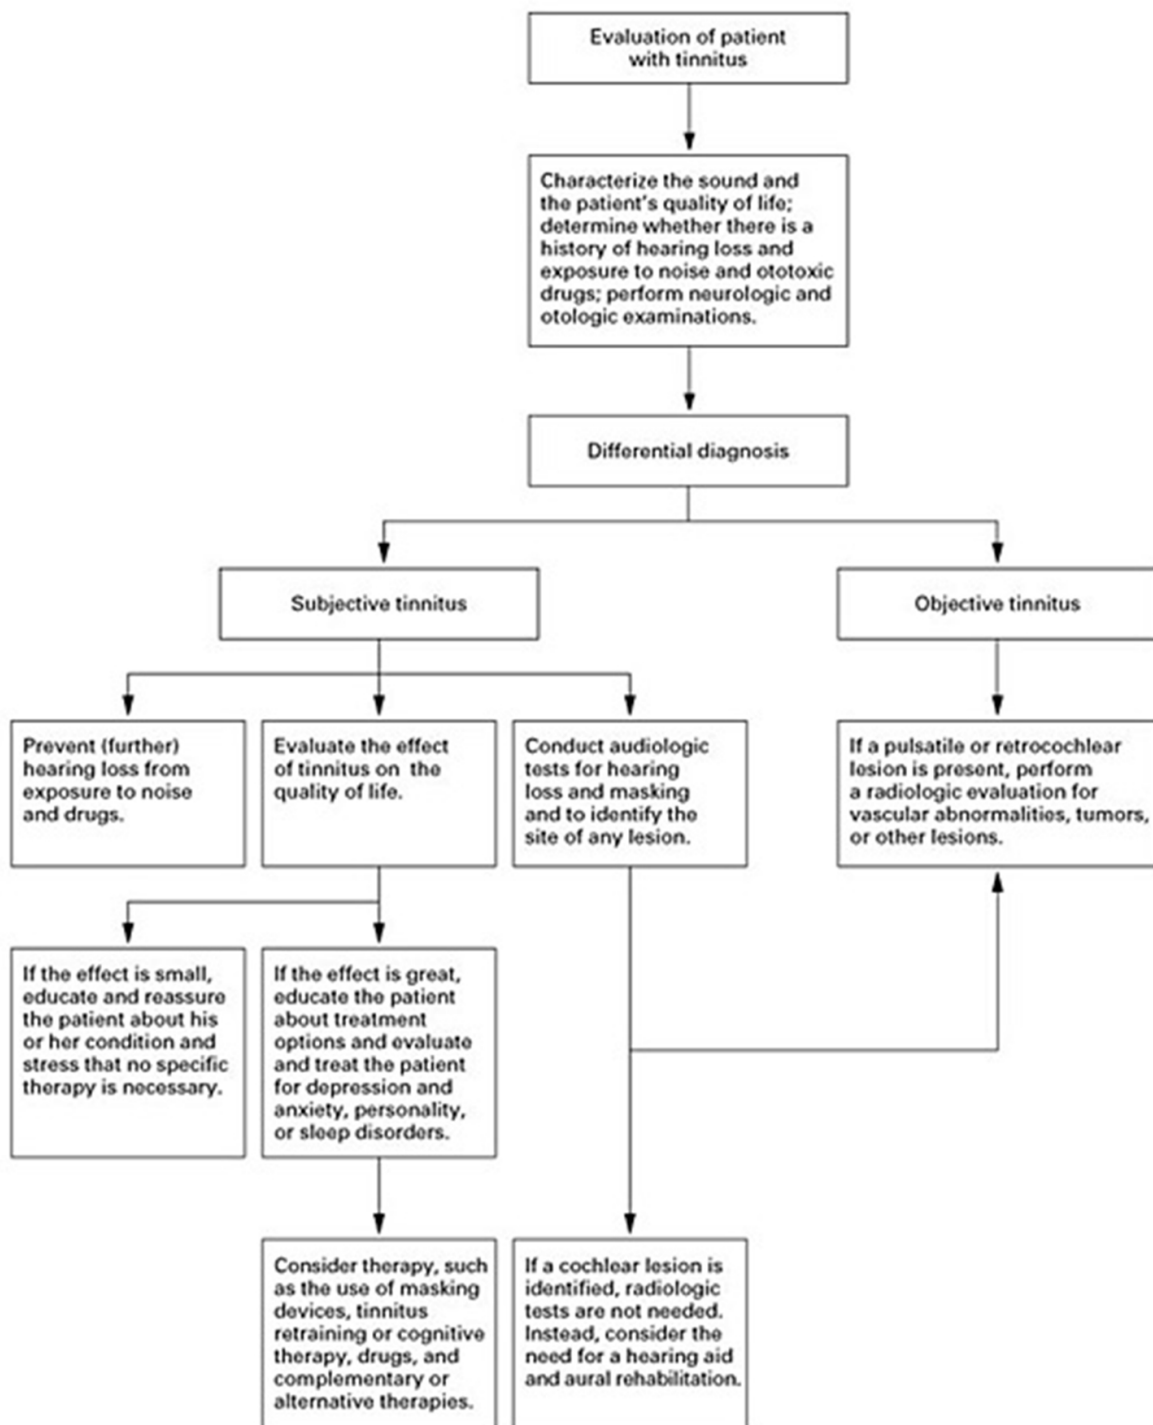 Evaluation of patient
with tinnitus
Characterize the sound and
the patient's quality of life;
determine whether there is a
history of hearing loss and
exposure to noise and ototoxic
drugs; perform neurologic and
otologic examinations.
Differential diagnosis
Subjective tinnitus
Objective tinnitus
Prevent (further)
hearing loss from
exposure to noise
and drugs.
Evaluate the effect
of tinnitus on the
quality of life.
Conduct audiologic
tests for hearing
loss and masking
and to identify the
site of any lesion.
If a pulsatile or retrocochlear
lesion is present, perform
a radiologic evaluation for
vascular abnormalities, tumors,
or other lesions.
If the effect is small,
educate and reassure
the patient about his
or her condition and
stress that no specific
therapy is necessary.
If the effect is great,
educate the patient
about treatment
options and evaluate
and treat the patient
for depression and
anxiety, personality,
or sleep disorders.
Consider therapy, such
as the use of masking
devices, tinnitus
retraining or cognitive
therapy, drugs, and
complementary or
alternative therapies.
If a cochlear lesion is
identified, radiologic
tests are not needed.
Instead, consider the
need for a hearing aid
and aural rehabilitation.